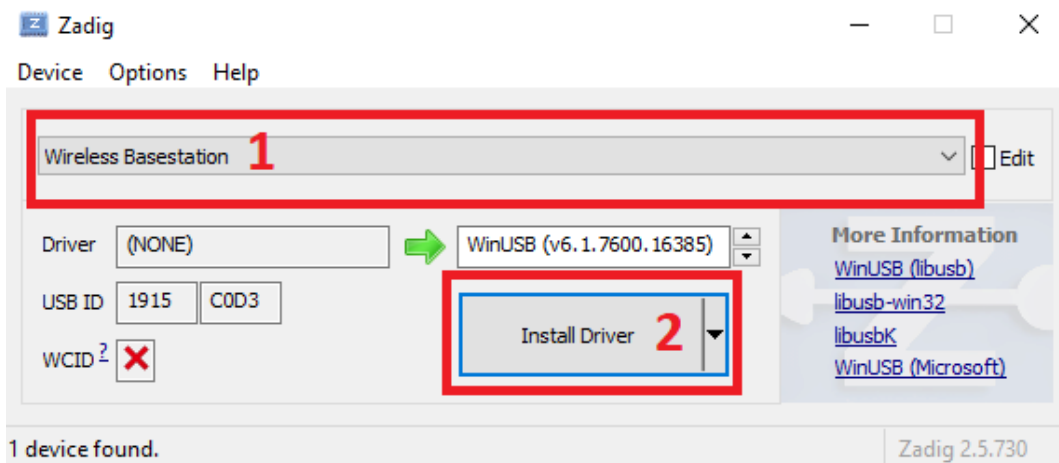 Zadig
Device Options Help
Wireless Basestation 1
Edit
Driver (NONE) WinUSB (v6.1.7600.16385)
USB ID 1915 C0D3
WCID ?
Install Driver 2
More Information
WinUSB (libusb)
libusb-win32
libusbK
WinUSB (Microsoft)
1 device found.
Zadig 2.5.730